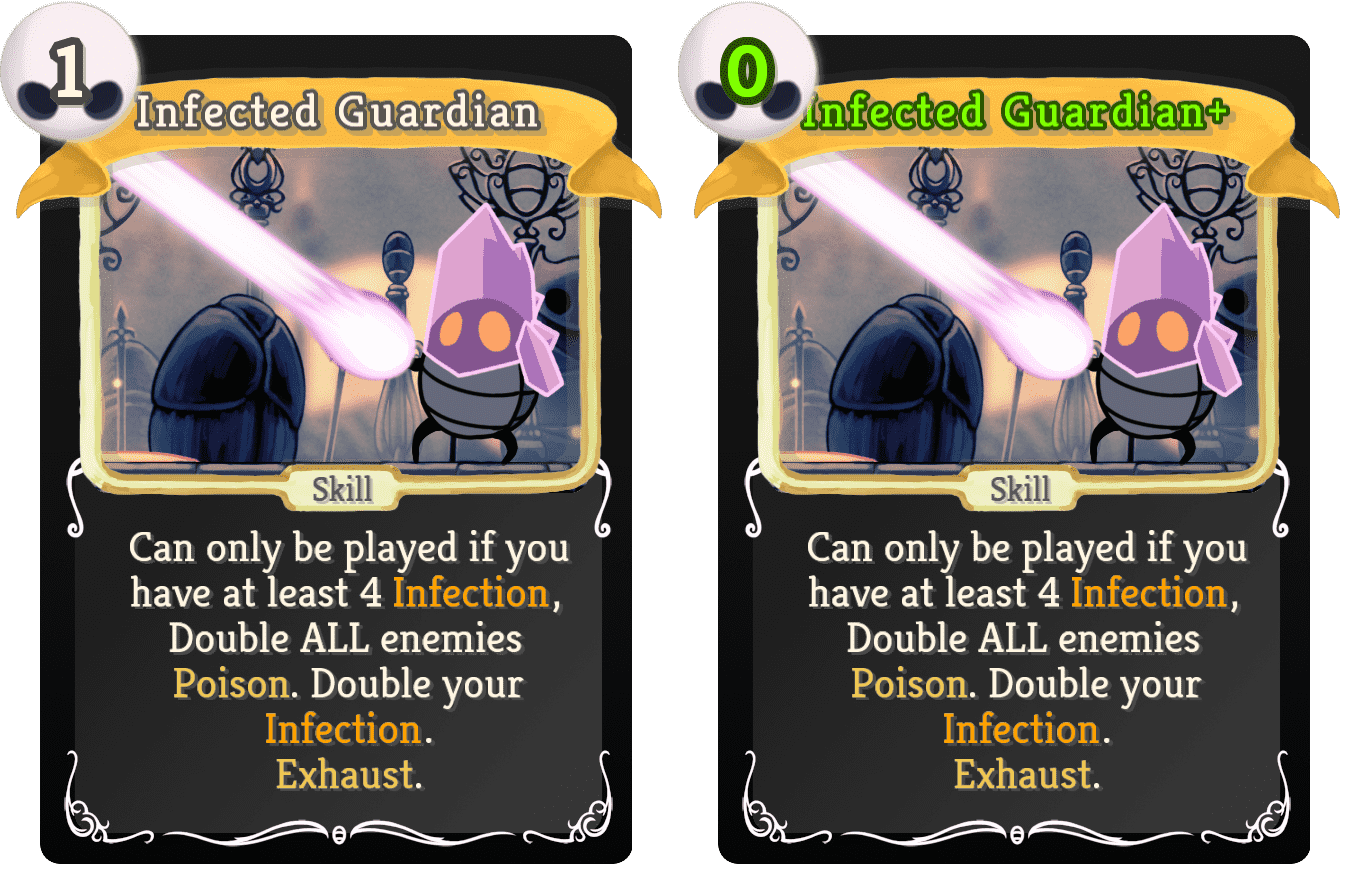 1
Infected Guardian
Skill
Can only be played if you
have at least 4 Infection,
Double ALL enemies
Poison. Double your
Infection.
Exhaust.
0
Infected Guardian+
Skill
Can only be played if you
have at least 4 Infection,
Double ALL enemies
Poison. Double your
Infection.
Exhaust.